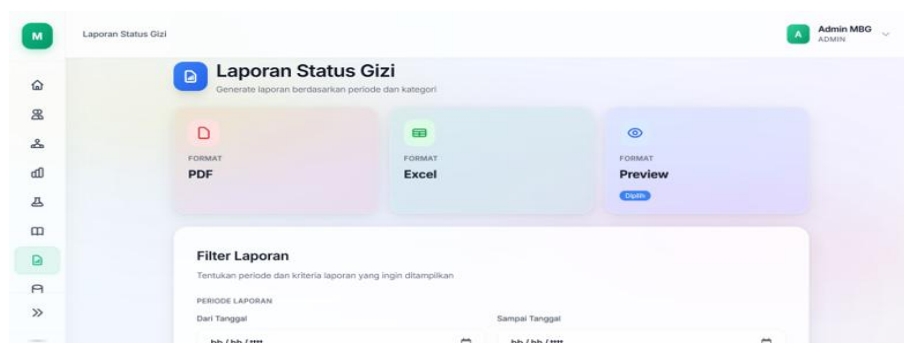 M
Laporan Status Gizi
A
Admin MBG
ADMIN
Laporan Status Gizi
Generate laporan berdasarkan periode dan kategori
FORMAT
PDF
FORMAT
Excel
FORMAT
Preview
Dipilih
Filter Laporan
Tentukan periode dan kriteria laporan yang ingin ditampilkan
PERIODE LAPORAN
Dari Tanggal
Sampai Tanggal
hh / bb / ••••
hh / bb / ••••